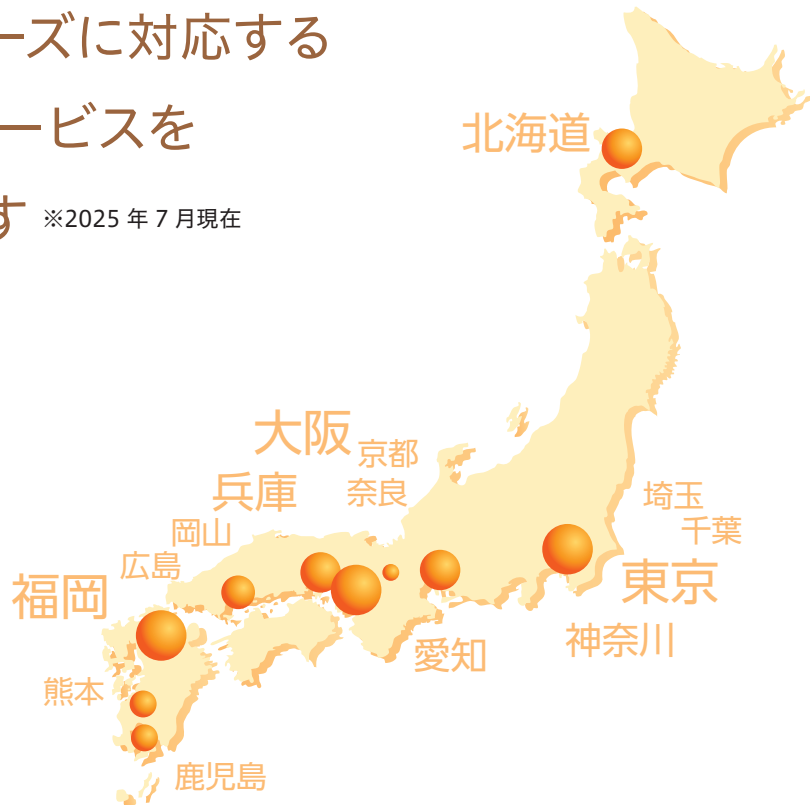 ーズに対応する
ービスを
す ※2025 年 7 月現在
北海道
大阪
京都
兵庫
奈良
岡山
広島
福岡
熊本
鹿児島
愛知
埼玉
千葉
東京
神奈川